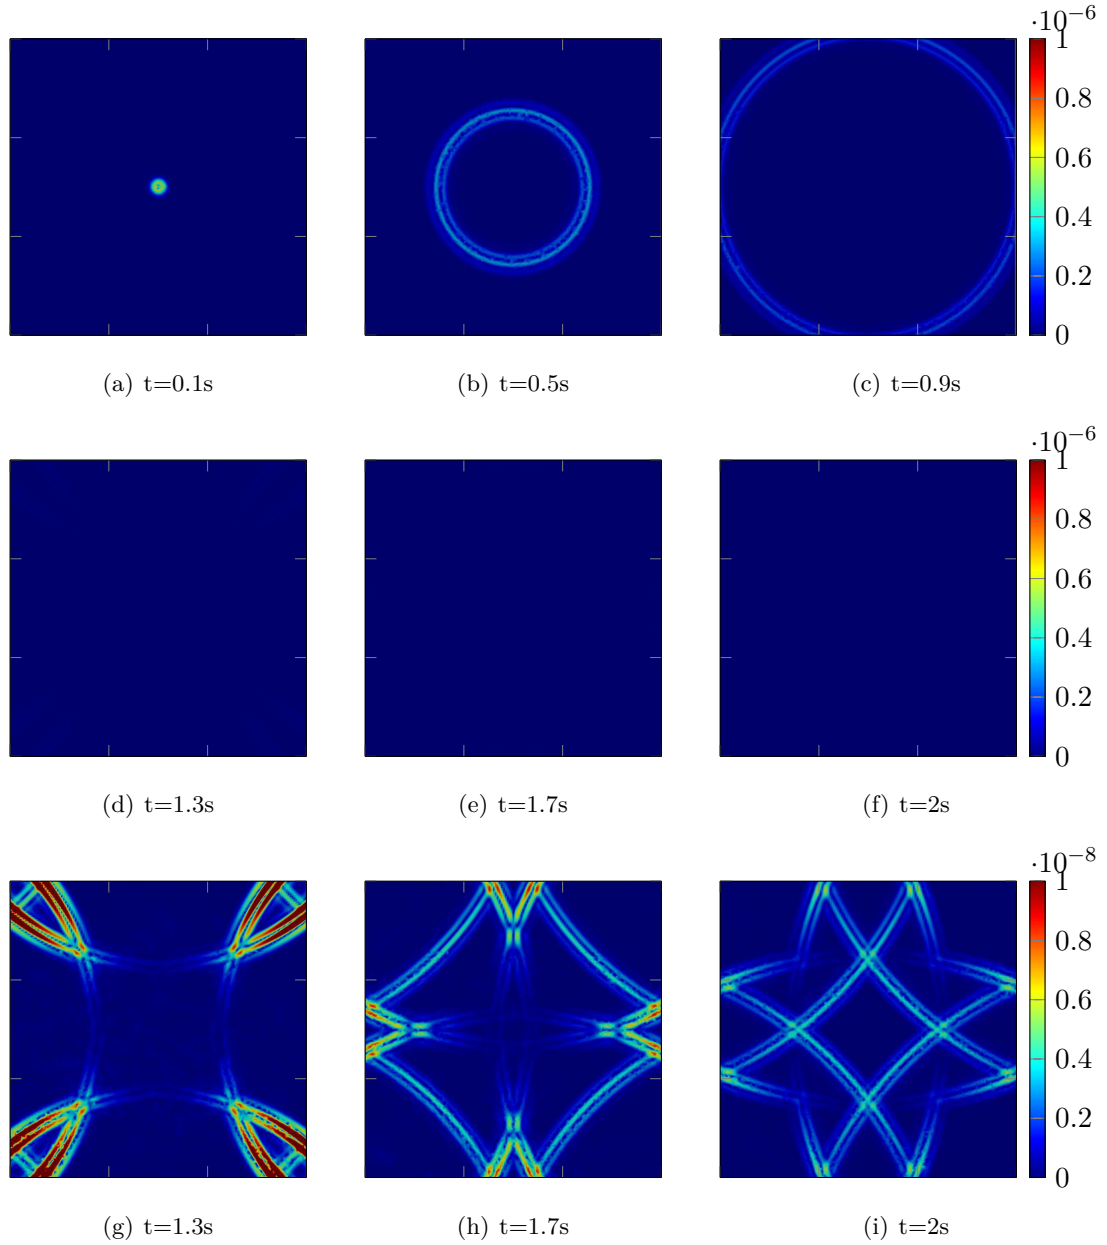 ·10⁻⁶
1
0.8
0.6
0.4
0.2
0
(a) t=0.1s
(b) t=0.5s
(c) t=0.9s
·10⁻⁶
1
0.8
0.6
0.4
0.2
0
(d) t=1.3s
(e) t=1.7s
(f) t=2s
·10⁻⁸
1
0.8
0.6
0.4
0.2
0
(g) t=1.3s
(h) t=1.7s
(i) t=2s